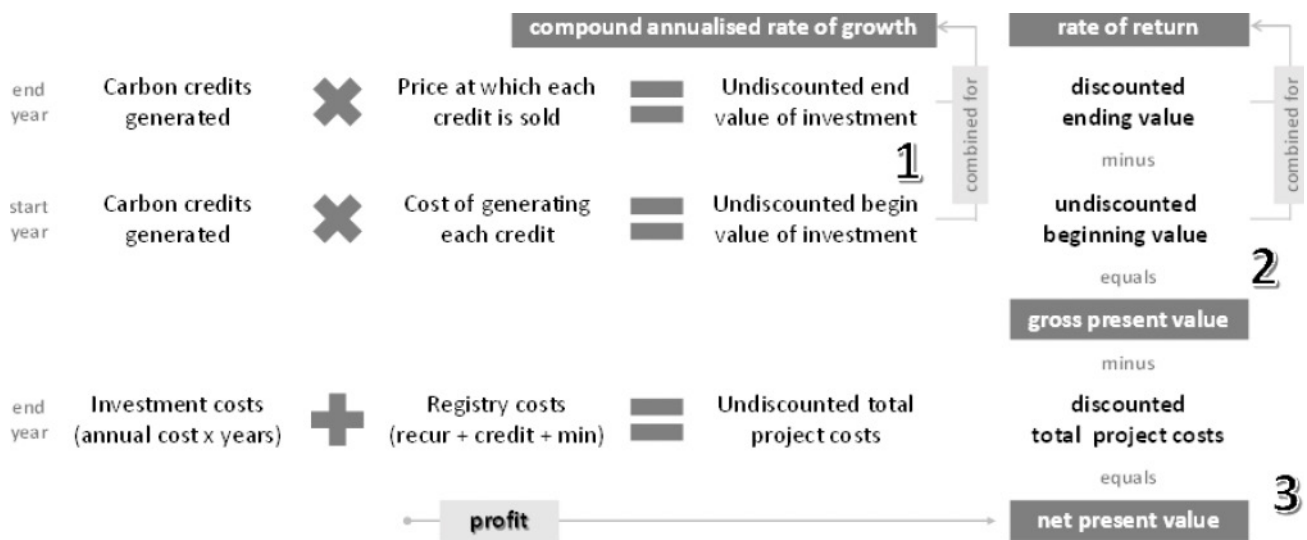 compound annualised rate of growth
rate of return
end
year
Carbon credits
generated
Price at which each
credit is sold
Undiscounted end
value of investment
1
combined for
discounted
ending value
combined for
minus
start
year
Carbon credits
generated
Cost of generating
each credit
Undiscounted begin
value of investment
undiscounted
beginning value
equals
2
gross present value
minus
end
year
Investment costs
(annual cost x years)
Registry costs
(recur + credit + min)
Undiscounted total
project costs
discounted
total project costs
equals
3
profit
net present value